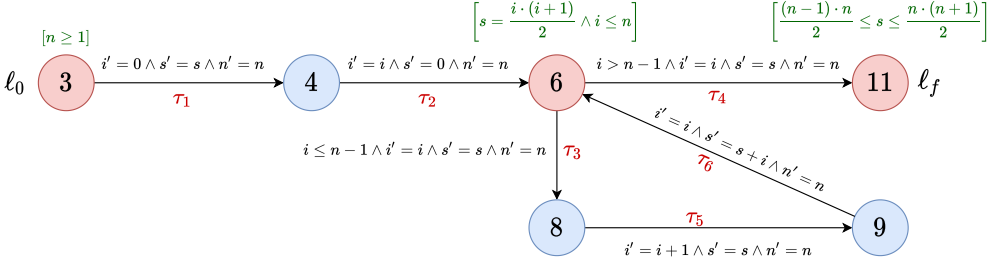 [s = i · (i + 1) / 2 ∧ i ≤ n]
[(n − 1) · n / 2 ≤ s ≤ n · (n + 1) / 2]
[n ≥ 1]
i′ = 0 ∧ s′ = s ∧ n′ = n
i′ = i ∧ s′ = 0 ∧ n′ = n
i > n − 1 ∧ i′ = i ∧ s′ = s ∧ n′ = n
ℓ0 3 4 6 11 ℓf
τ1 τ2 τ4
i ≤ n − 1 ∧ i′ = i ∧ s′ = s ∧ n′ = n
τ3
i′ = i ∧ s′ = s + i ∧ n′ = n
τ6
τ5
8 9
i′ = i + 1 ∧ s′ = s ∧ n′ = n